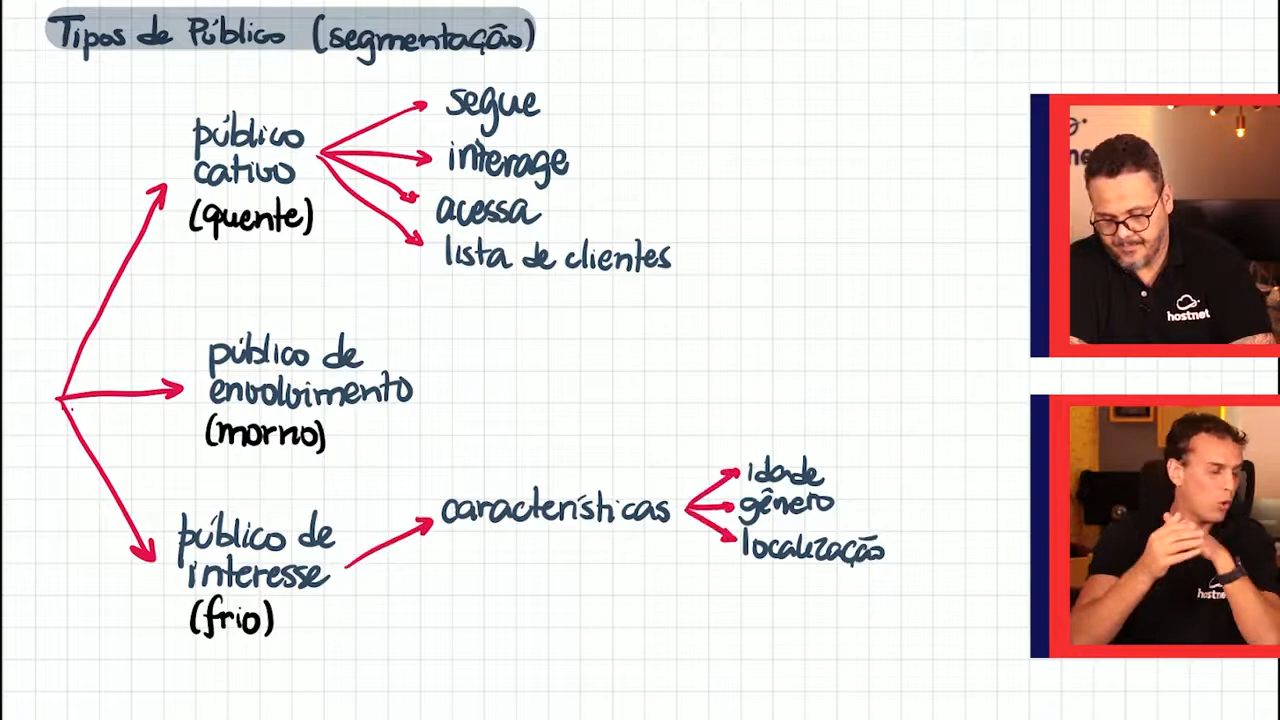 Tipos de Público (segmentação)
público
cativo
(quente)
segue
interage
acessa
lista de clientes
público de
envolvimento
(morno)
público de
interesse
(frio)
características
idade
gênero
localização
hostnet
hostnet